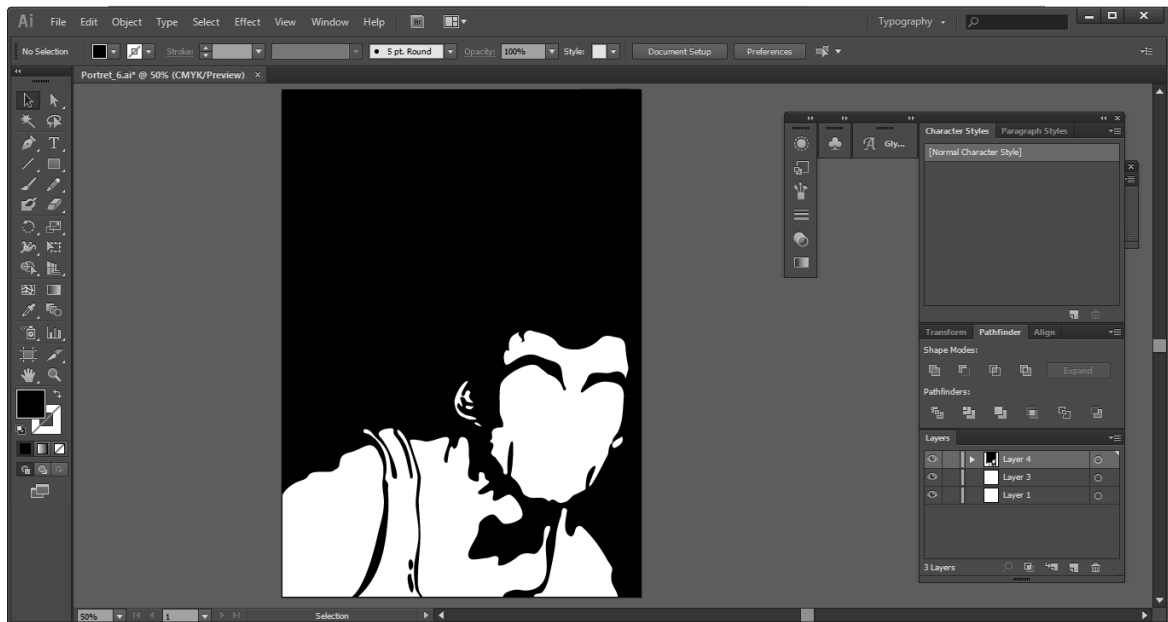 Ai File Edit Object Type Select Effect View Window Help Br Typography
No Selection Stroke: 5 pt. Round Opacity: 100% Style: Document Setup Preferences
Portret_6.ai* @ 50% (CMYK/Preview) ×
T
A Gly...
Character Styles Paragraph Styles
[Normal Character Style]
Transform Pathfinder Align
Shape Modes:
Expand
Pathfinders:
Layers
Layer 4
Layer 3
Layer 1
3 Layers
50% 1 Selection